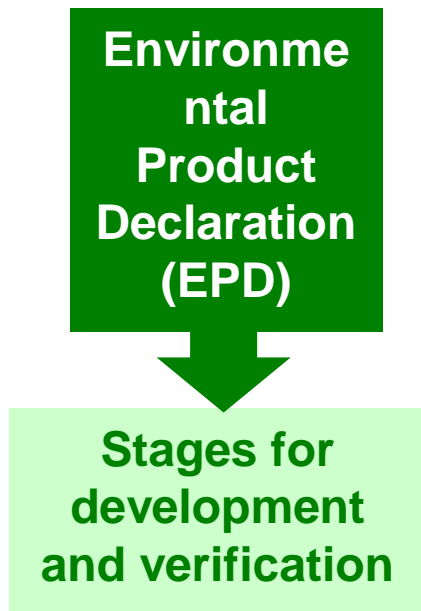 Environme
ntal
Product
Declaration
(EPD)
Stages for
development
and verification